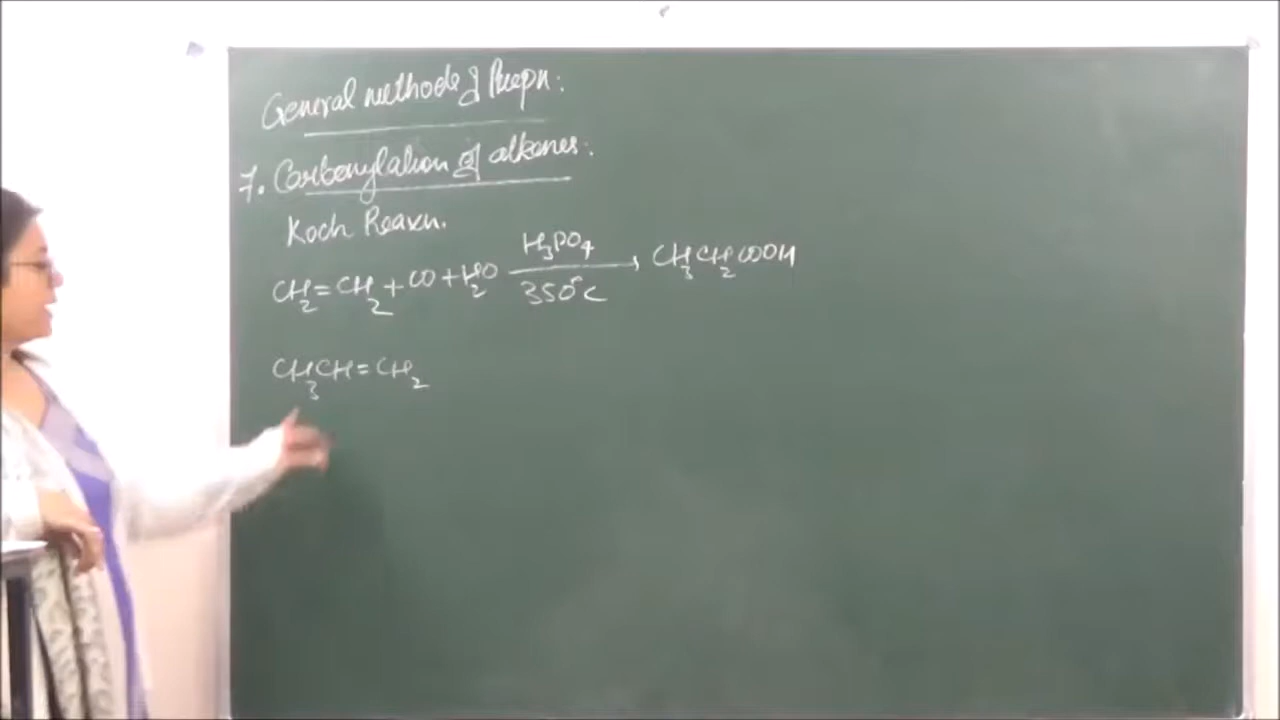 General methods of Prepn:
7. Carbonylation of alkenes:
Koch Reaxn.
CH₂=CH₂+CO+H₂O H₃PO₄ 350°C → CH₃CH₂COOH
CH₃CH=CH₂